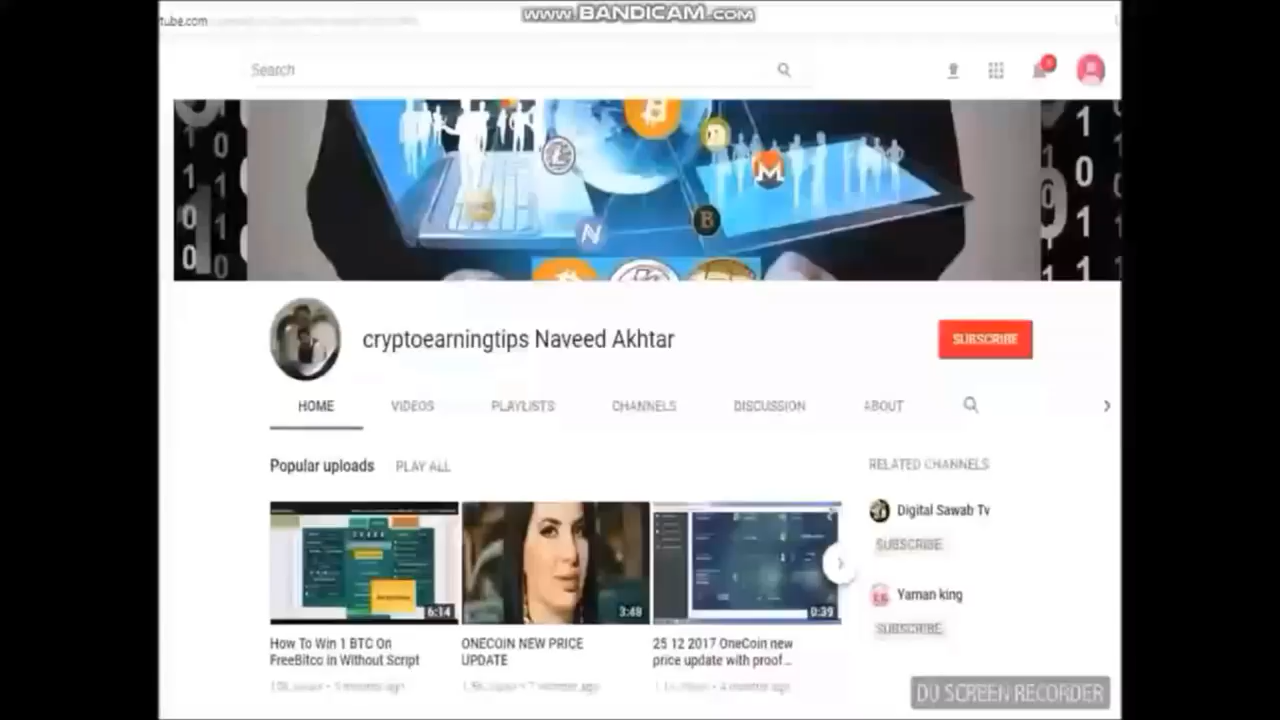 www.BANDICAM.com
tube.com
Search
cryptoearningtips Naveed Akhtar
SUBSCRIBE
HOME VIDEOS PLAYLISTS CHANNELS DISCUSSION ABOUT
Popular uploads PLAY ALL
6:14
3:48
0:39
How To Win 1 BTC On
FreeBitco in Without Script
ONECOIN NEW PRICE
UPDATE
25 12 2017 OneCoin new
price update with proof...
RELATED CHANNELS
Digital Sawab Tv
SUBSCRIBE
Yaman king
SUBSCRIBE
DU SCREEN RECORDER